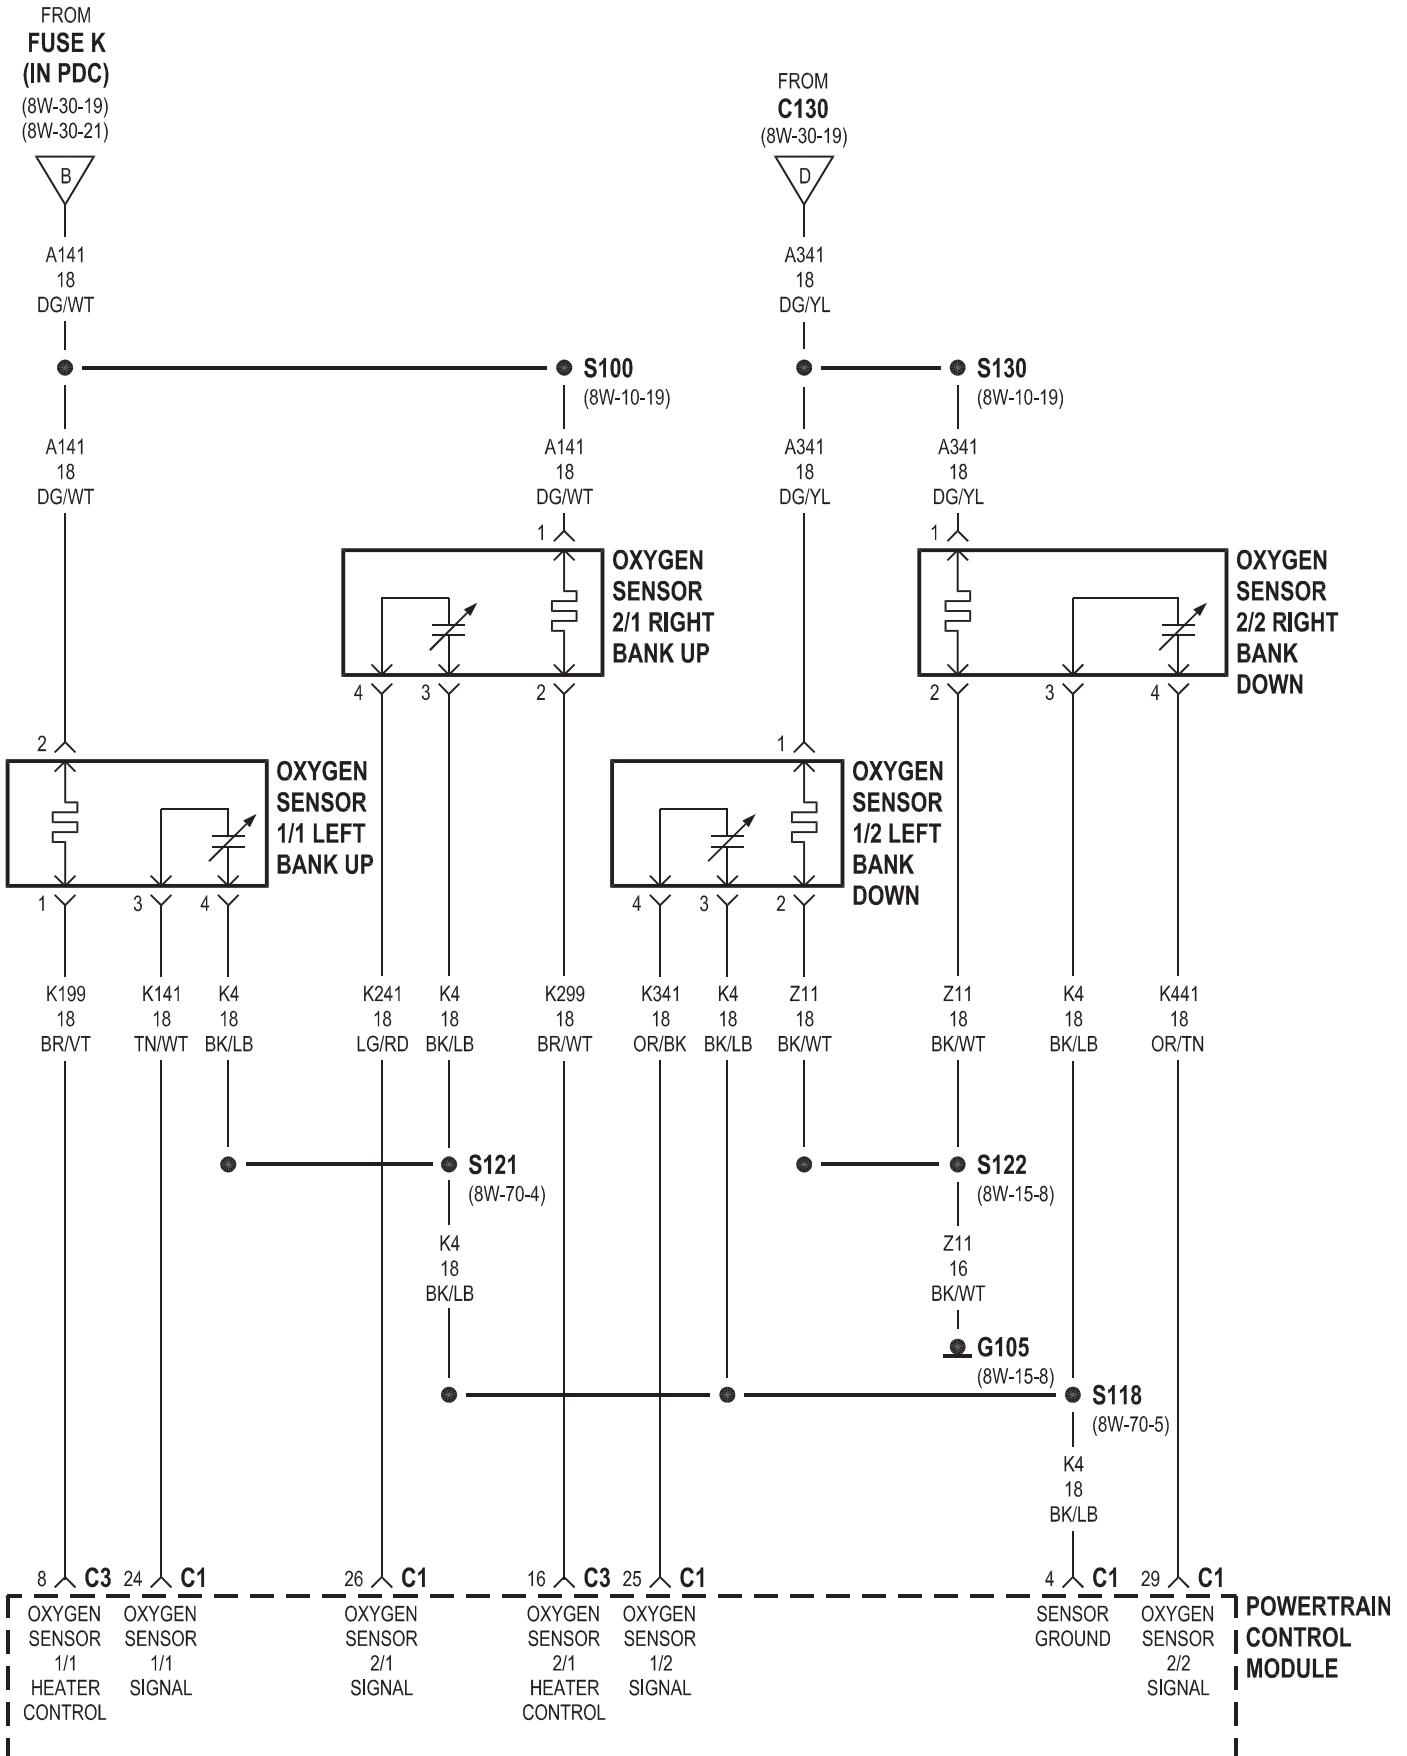 FROM
FUSE K
(IN PDC)
(8W-30-19)
(8W-30-21)
B
FROM
C130
(8W-30-19)
D
A141
18
DG/WT
A341
18
DG/YL
S100
(8W-10-19)
S130
(8W-10-19)
A141
18
DG/WT
A141
18
DG/WT
A341
18
DG/YL
A341
18
DG/YL
1
OXYGEN
SENSOR
2/1 RIGHT
BANK UP
4
3
2
1
OXYGEN
SENSOR
2/2 RIGHT
BANK
DOWN
2
3
4
2
OXYGEN
SENSOR
1/1 LEFT
BANK UP
1
3
4
1
OXYGEN
SENSOR
1/2 LEFT
BANK
DOWN
4
3
2
K199
18
BR/VT
K141
18
TN/WT
K4
18
BK/LB
K241
18
LG/RD
K4
18
BK/LB
K299
18
BR/WT
K341
18
OR/BK
K4
18
BK/LB
Z11
18
BK/WT
Z11
18
BK/WT
K4
18
BK/LB
K441
18
OR/TN
S121
(8W-70-4)
S122
(8W-15-8)
K4
18
BK/LB
Z11
16
BK/WT
G105
(8W-15-8)
S118
(8W-70-5)
K4
18
BK/LB
8 C3
24 C1
26 C1
16 C3
25 C1
4 C1
29 C1
OXYGEN
SENSOR
1/1
HEATER
CONTROL
OXYGEN
SENSOR
1/1
SIGNAL
OXYGEN
SENSOR
2/1
SIGNAL
OXYGEN
SENSOR
2/1
HEATER
CONTROL
OXYGEN
SENSOR
1/2
SIGNAL
SENSOR
GROUND
OXYGEN
SENSOR
2/2
SIGNAL
POWERTRAIN
CONTROL
MODULE